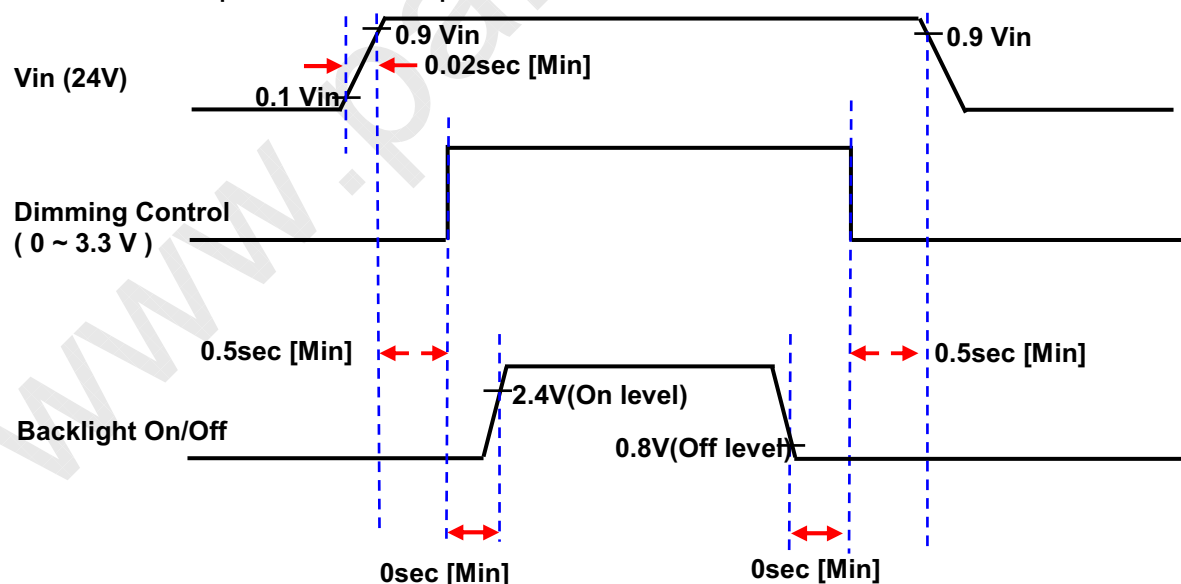 0.9 Vin
0.9 Vin
Vin (24V)
0.02sec [Min]
0.1 Vin
Dimming Control
( 0 ~ 3.3 V )
0.5sec [Min]
0.5sec [Min]
2.4V(On level)
Backlight On/Off
0.8V(Off level)
0sec [Min]
0sec [Min]
www.pa